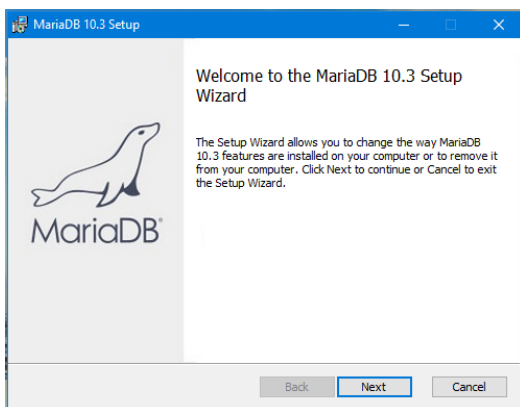 MariaDB 10.3 Setup
Welcome to the MariaDB 10.3 Setup
Wizard
The Setup Wizard allows you to change the way MariaDB
10.3 features are installed on your computer or to remove it
from your computer. Click Next to continue or Cancel to exit
the Setup Wizard.
MariaDB
Back
Next
Cancel